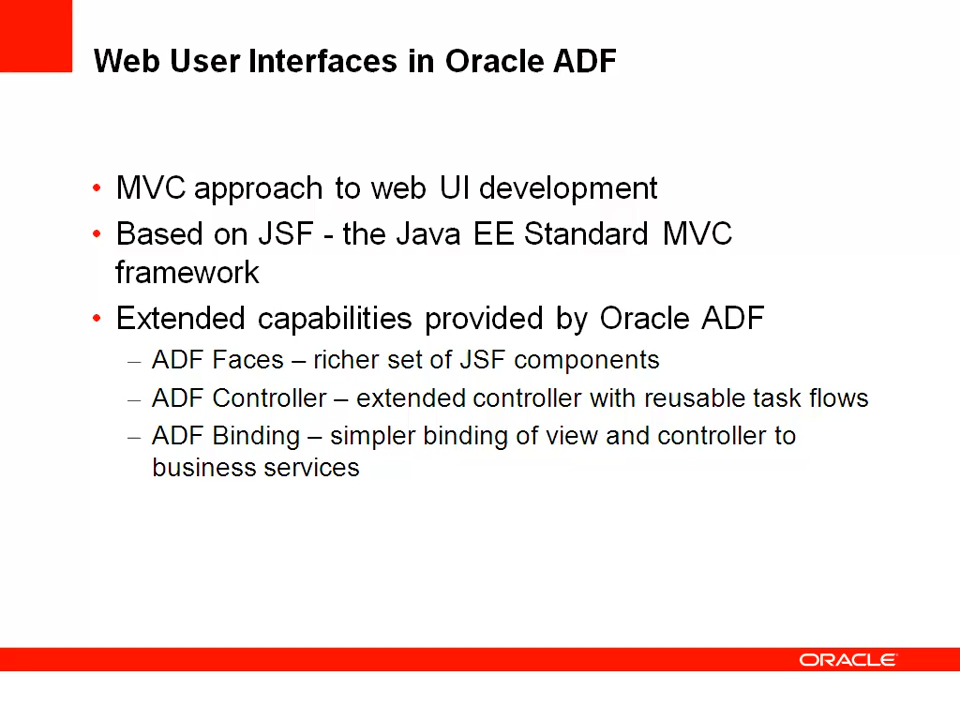 Web User Interfaces in Oracle ADF
• MVC approach to web UI development
• Based on JSF - the Java EE Standard MVC
framework
• Extended capabilities provided by Oracle ADF
– ADF Faces – richer set of JSF components
– ADF Controller – extended controller with reusable task flows
– ADF Binding – simpler binding of view and controller to
business services
ORACLE